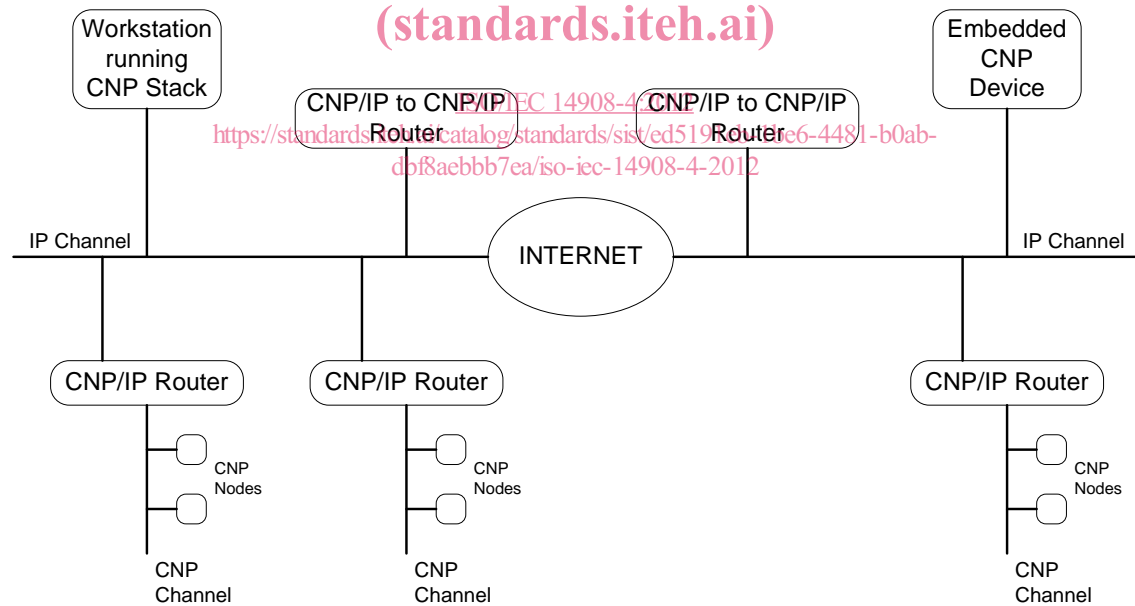 (standards.iteh.ai)
Workstation
running
CNP Stack
Embedded
CNP
Device
CNP/IP to CNP/IP
Router
CNP/IP to CNP/IP
Router
ISO/IEC 14908-4:2012
https://standards.iteh.ai/catalog/standards/sist/
-4481-b0ab-
dbf8aebbb7ea/iso-iec-14908-4-2012
IP Channel
INTERNET
IP Channel
CNP/IP Router
CNP/IP Router
CNP/IP Router
CNP
Nodes
CNP
Nodes
CNP
Nodes
CNP
Channel
CNP
Channel
CNP
Channel